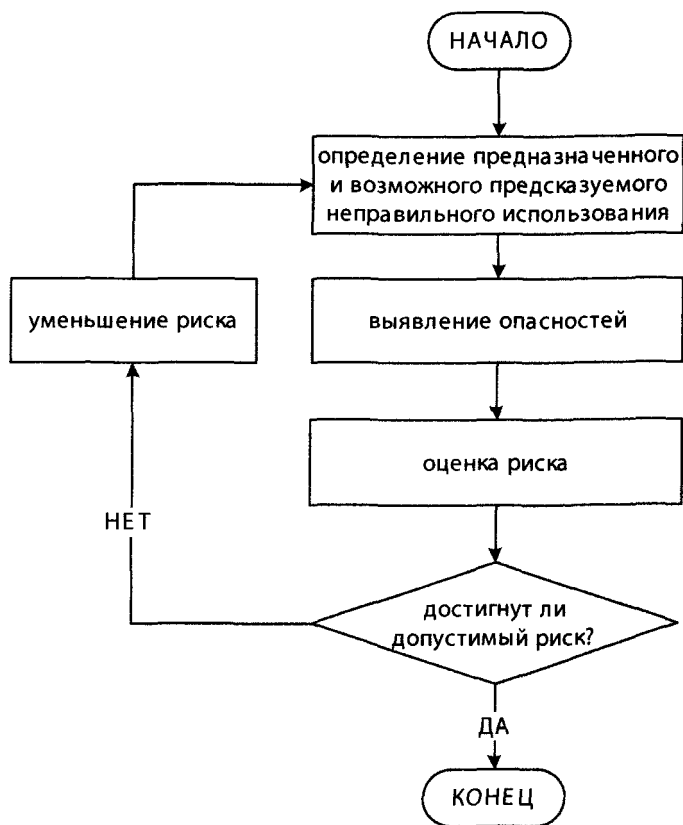 НАЧАЛО
определение предназначенного
и возможного предсказуемого
неправильного использования
уменьшение риска
выявление опасностей
оценка риска
НЕТ
достигнут ли
допустимый риск?
ДА
КОНЕЦ